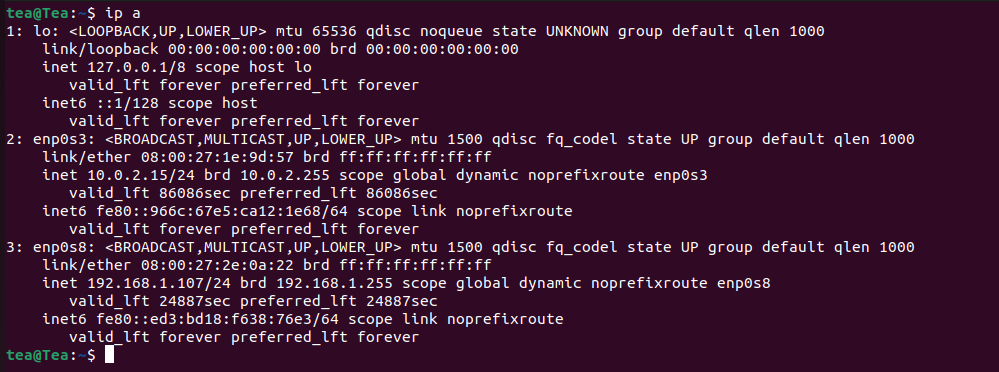 tea@Tea:~$ ip a
1: lo: <LOOPBACK,UP,LOWER_UP> mtu 65536 qdisc noqueue state UNKNOWN group default qlen 1000
    link/loopback 00:00:00:00:00:00 brd 00:00:00:00:00:00
    inet 127.0.0.1/8 scope host lo
       valid_lft forever preferred_lft forever
    inet6 ::1/128 scope host
       valid_lft forever preferred_lft forever
2: enp0s3: <BROADCAST,MULTICAST,UP,LOWER_UP> mtu 1500 qdisc fq_codel state UP group default qlen 1000
    link/ether 08:00:27:1e:9d:57 brd ff:ff:ff:ff:ff:ff
    inet 10.0.2.15/24 brd 10.0.2.255 scope global dynamic noprefixroute enp0s3
       valid_lft 86086sec preferred_lft 86086sec
    inet6 fe80::966c:67e5:ca12:1e68/64 scope link noprefixroute
       valid_lft forever preferred_lft forever
3: enp0s8: <BROADCAST,MULTICAST,UP,LOWER_UP> mtu 1500 qdisc fq_codel state UP group default qlen 1000
    link/ether 08:00:27:2e:0a:22 brd ff:ff:ff:ff:ff:ff
    inet 192.168.1.107/24 brd 192.168.1.255 scope global dynamic noprefixroute enp0s8
       valid_lft 24887sec preferred_lft 24887sec
    inet6 fe80::ed3:bd18:f638:76e3/64 scope link noprefixroute
       valid_lft forever preferred_lft forever
tea@Tea:~$